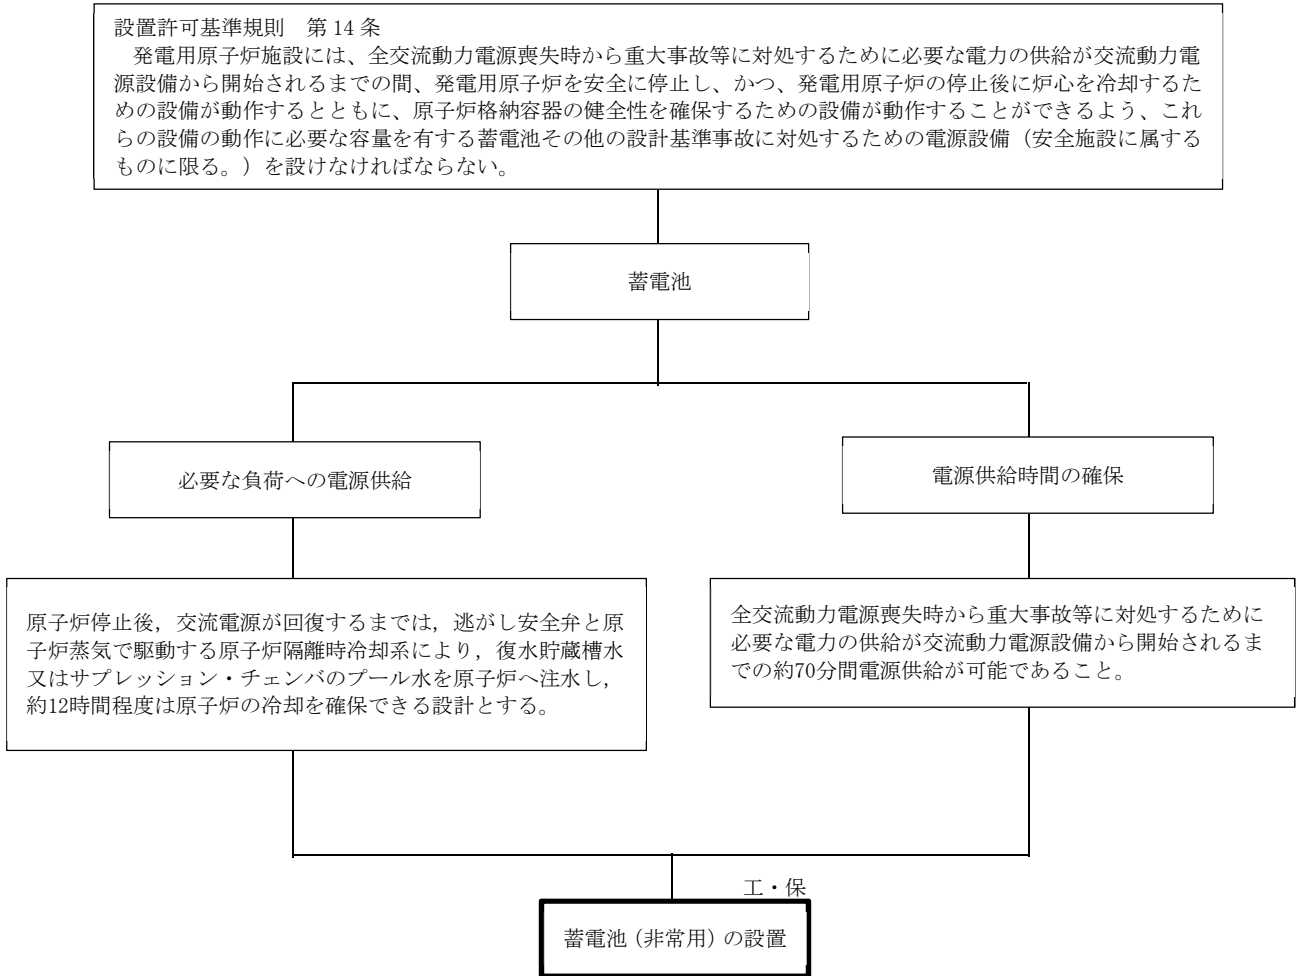 設置許可基準規則　第 14 条
発電用原子炉施設には、全交流動力電源喪失時から重大事故等に対処するために必要な電力の供給が交流動力電
源設備から開始されるまでの間、発電用原子炉を安全に停止し、かつ、発電用原子炉の停止後に炉心を冷却するた
めの設備が動作するとともに、原子炉格納容器の健全性を確保するための設備が動作することができるよう、これ
らの設備の動作に必要な容量を有する蓄電池その他の設計基準事故に対処するための電源設備（安全施設に属する
ものに限る。）を設けなければならない。
蓄電池
必要な負荷への電源供給
電源供給時間の確保
原子炉停止後，交流電源が回復するまでは，逃がし安全弁と原
子炉蒸気で駆動する原子炉隔離時冷却系により，復水貯蔵槽水
又はサプレッション・チェンバのプール水を原子炉へ注水し，
約12時間程度は原子炉の冷却を確保できる設計とする。
全交流動力電源喪失時から重大事故等に対処するために
必要な電力の供給が交流動力電源設備から開始されるま
での約70分間電源供給が可能であること。
工・保
蓄電池（非常用）の設置